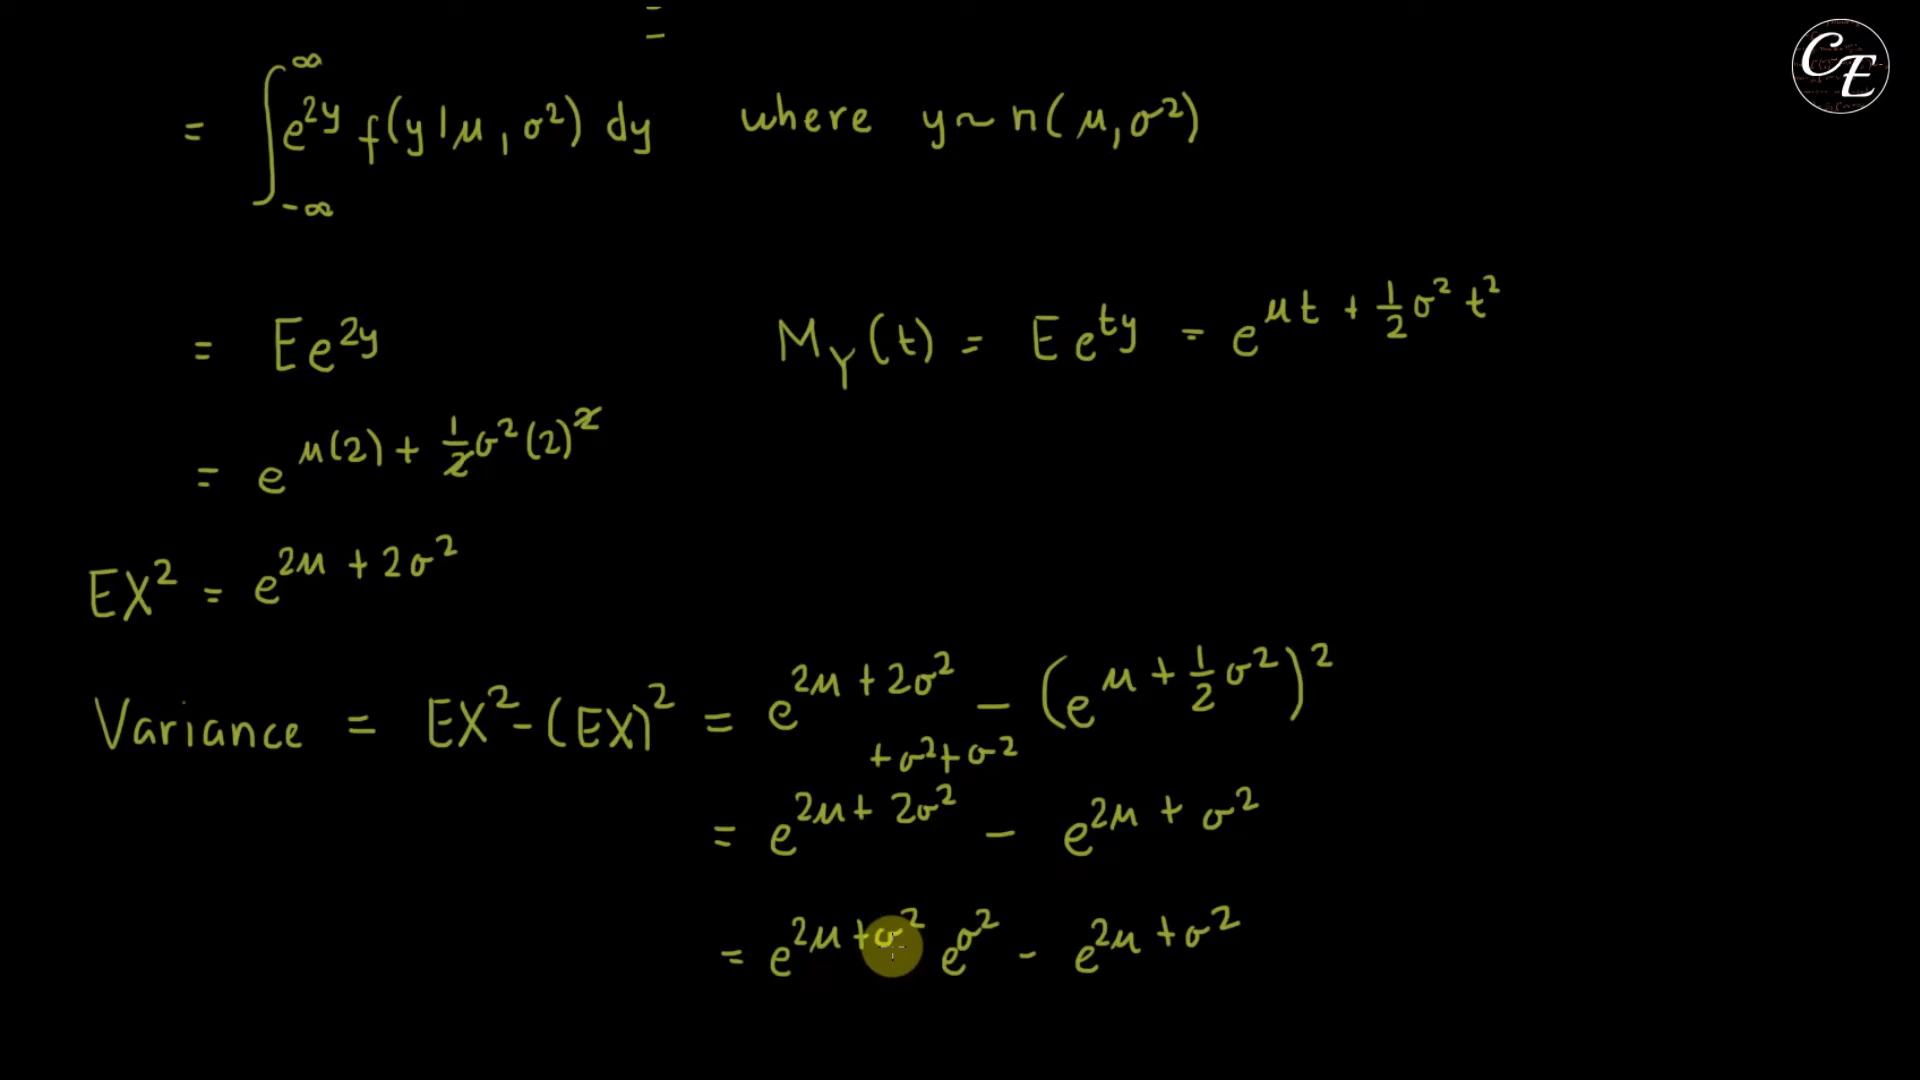 =
= ∫_{-∞}^{∞} e^{2y} f(y|μ, σ²) dy where y ~ n(μ, σ²)
CE
= Ee^{2y} M_Y(t) = E e^{ty} = e^{μt + ½σ² t²}
= e^{μ(2) + ½σ²(2)²}
EX² = e^{2μ + 2σ²}
Variance = EX² - (EX)² = e^{2μ + 2σ²} - (e^{μ + ½σ²})²
+ σ² + σ²
= e^{2μ + 2σ²} - e^{2μ + σ²}
= e^{2μ + σ²} e^{σ²} - e^{2μ + σ²}